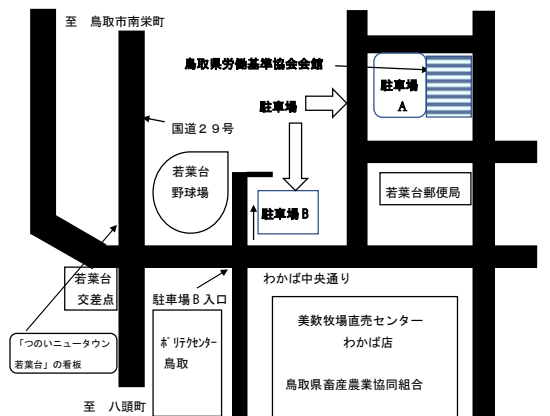 至 鳥取市南栄町
鳥取県労働基準協会会館
駐車場
A
駐車場
国道29号
若葉台
野球場
若葉台郵便局
駐車場B
若葉台
交差点
駐車場B入口
わかば中央通り
「つのいニュータウン
若葉台」の看板
ポリテクセンター
鳥取
美歎牧場直売センター
わかば店
鳥取県畜産農業協同組合
至 八頭町